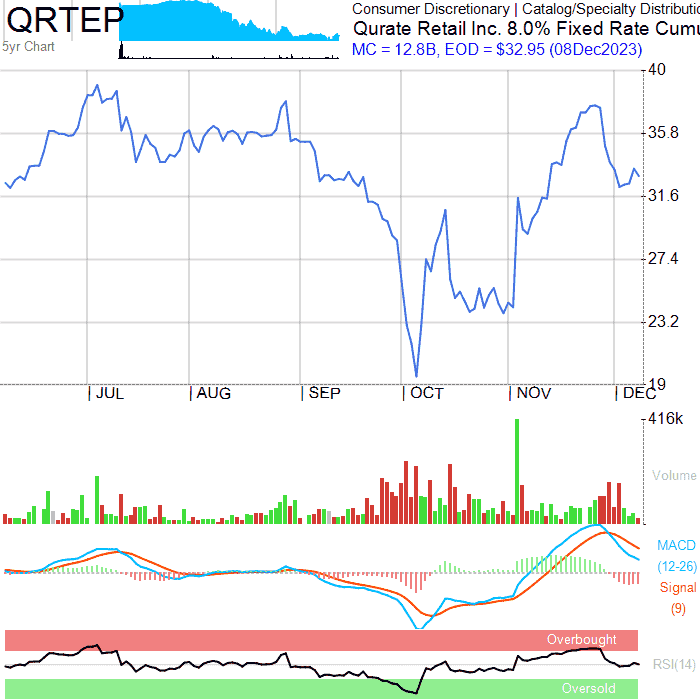 QRTEP
5yr Chart
Consumer Discretionary | Catalog/Specialty Distributio
Qurate Retail Inc. 8.0% Fixed Rate Cumu
MC = 12.8B, EOD = $32.95 (08Dec2023)
40
35.8
31.6
27.4
23.2
19
JUL
AUG
SEP
OCT
NOV
DEC
416k
Volume
MACD
(12-26)
Signal
(9)
Overbought
RSI(14)
Oversold